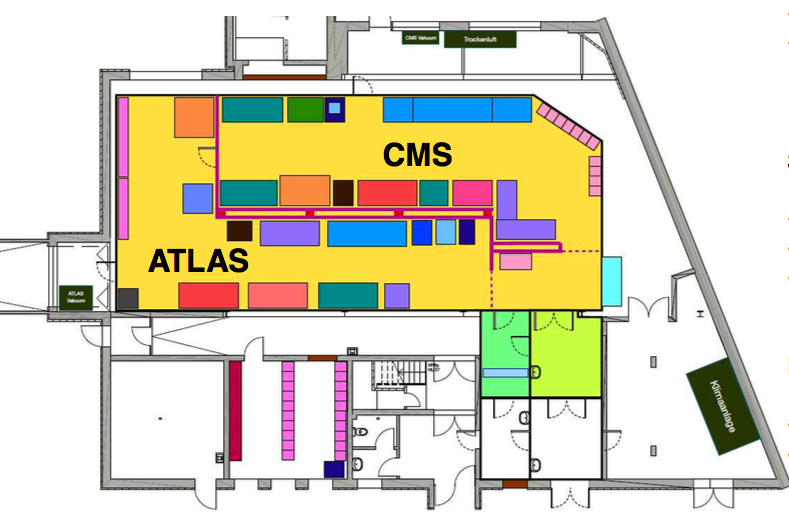 CMS Vakuum
Trockenluft
CMS
ATLAS
ATLAS
Vakuum
Klimaanlage